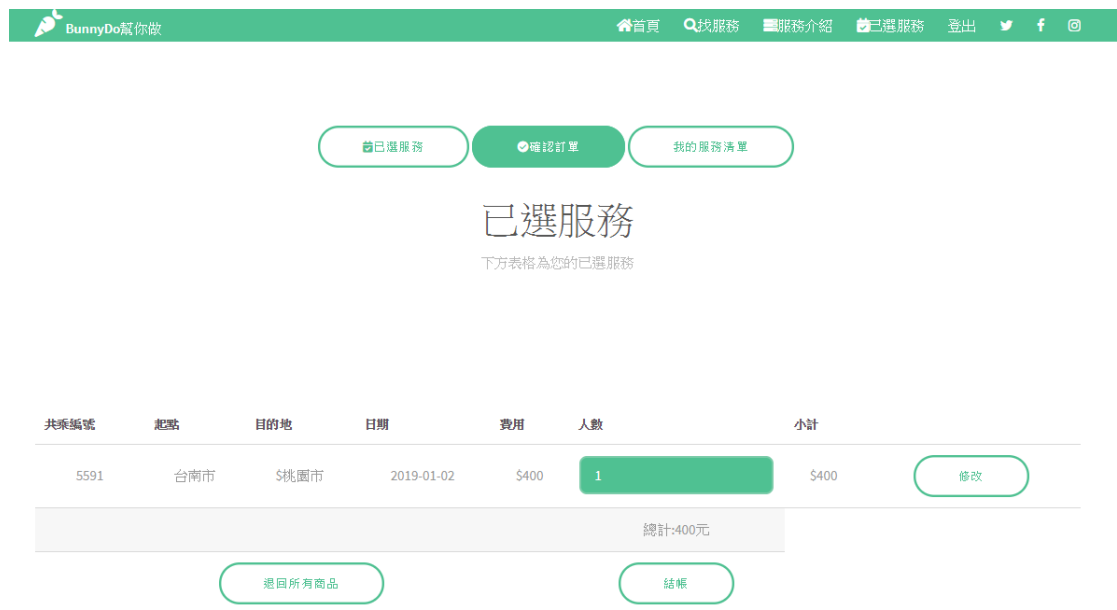 BunnyDo幫你做 首頁 找服務 服務介紹 已選服務 登出
已選服務 確認訂單 我的服務清單
已選服務
下方表格為您的已選服務
共乘編號 起點 目的地 日期 費用 人數 小計
5591 台南市 $桃園市 2019-01-02 $400 1 $400 修改
總計:400元
退回所有商品 結帳